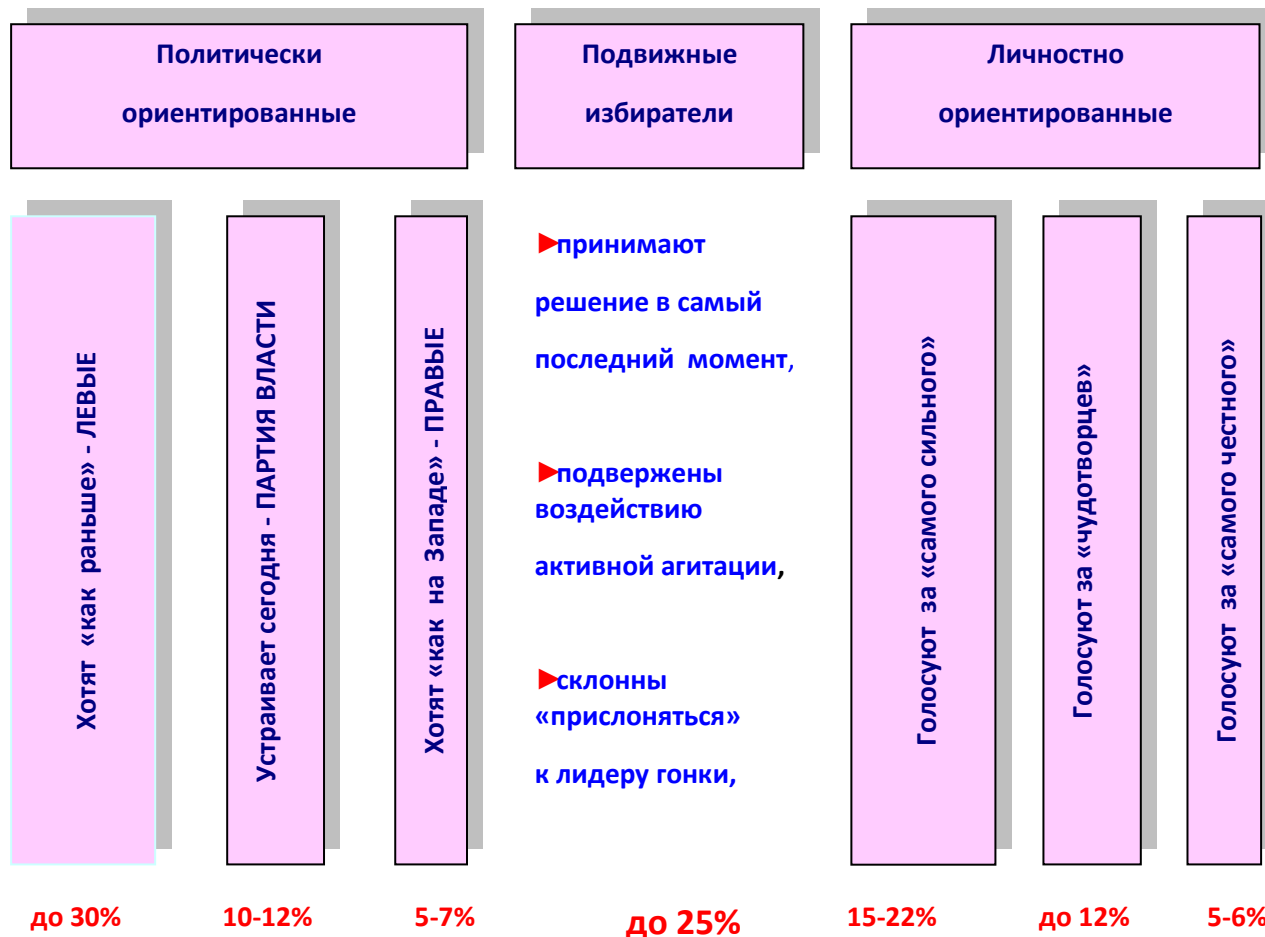 Политически
ориентированные
Подвижные
избиратели
Личностно
ориентированные
Хотят «как раньше» - ЛЕВЫЕ
Устраивает сегодня - ПАРТИЯ ВЛАСТИ
Хотят «как на Западе» - ПРАВЫЕ
►принимают
решение в самый
последний момент,
►подвержены
воздействию
активной агитации,
►склонны
«прислоняться»
к лидеру гонки,
Голосуют за «самого сильного»
Голосуют за «чудотворцев»
Голосуют за «самого честного»
до 30%
10-12%
5-7%
до 25%
15-22%
до 12%
5-6%